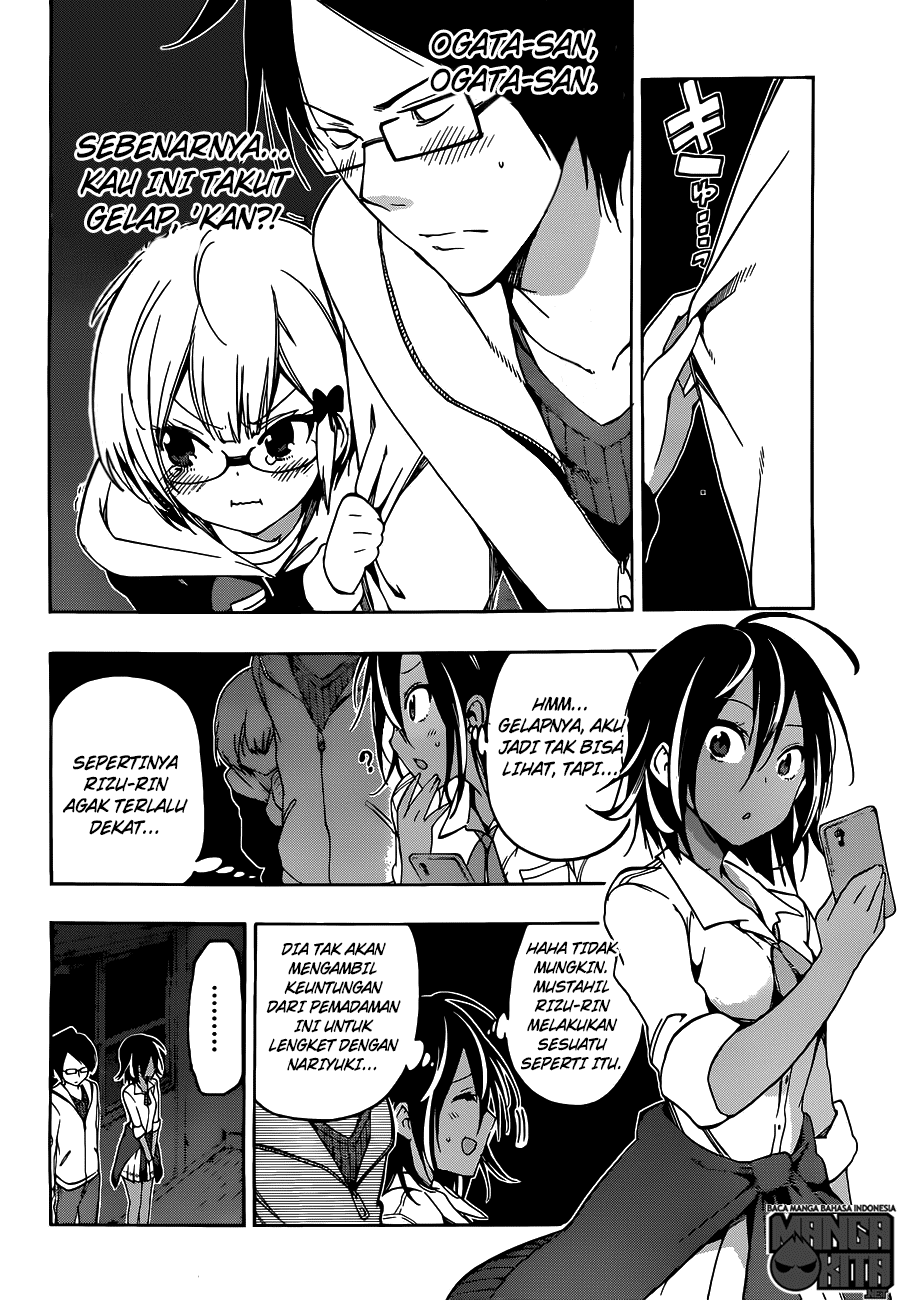 キュ……ッ
OGATA-SAN,
OGATA-SAN.
SEBENARNYA...
KAU INI TAKUT
GELAP, 'KAN?!
HMM...
GELAPNYA, AKU
JADI TAK BISA
LIHAT, TAPI...
?
SEPERTINYA
RIZU-RIN
AGAK TERLALU
DEKAT...
HAHA TIDAK
MUNGKIN.
MUSTAHIL
RIZU-RIN
MELAKUKAN
SESUATU
SEPERTI ITU.
DIA TAK AKAN
MENGAMBIL
KEUNTUNGAN
DARI PEMADAMAN
INI UNTUK
LENGKET DENGAN
NARIYUKI...
.........
BACA MANGA BAHASA INDONESIA
MANGA
KITA
.NET